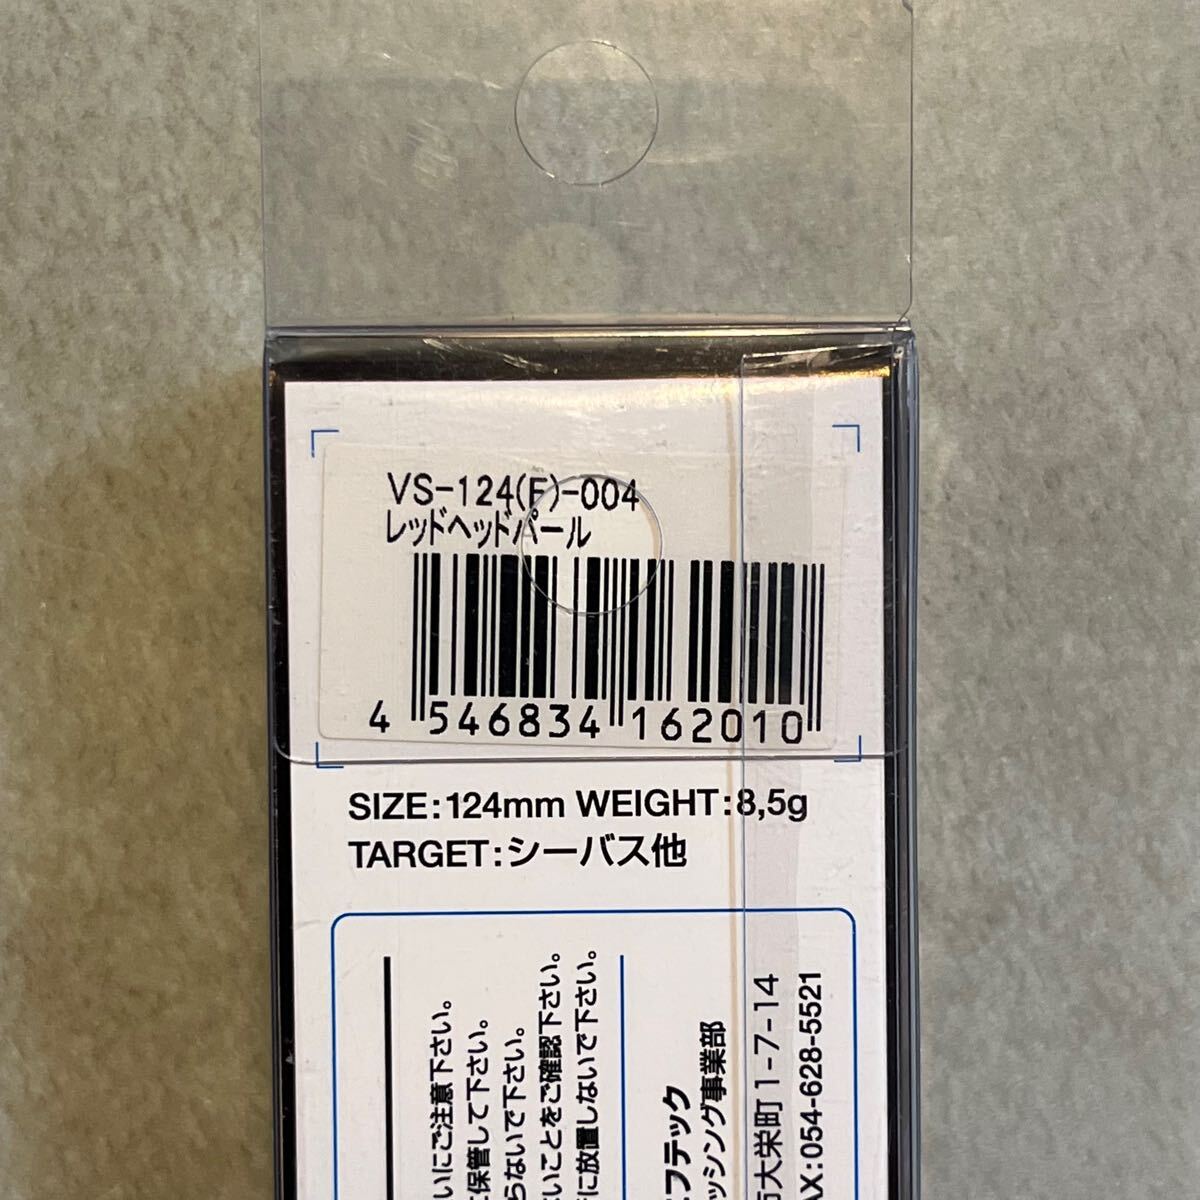 VS-124(F)-004
レッドヘッドパール
4 546834 162010
SIZE:124mm WEIGHT:8,5g
TARGET:シーバス他
いにご注意下さい。
保管して下さい。
らないで下さい。
いことをご確認下さい。
に放置しないで下さい。
フテック
ッシング事業部
大栄町1-7-14
AX:054-628-5521